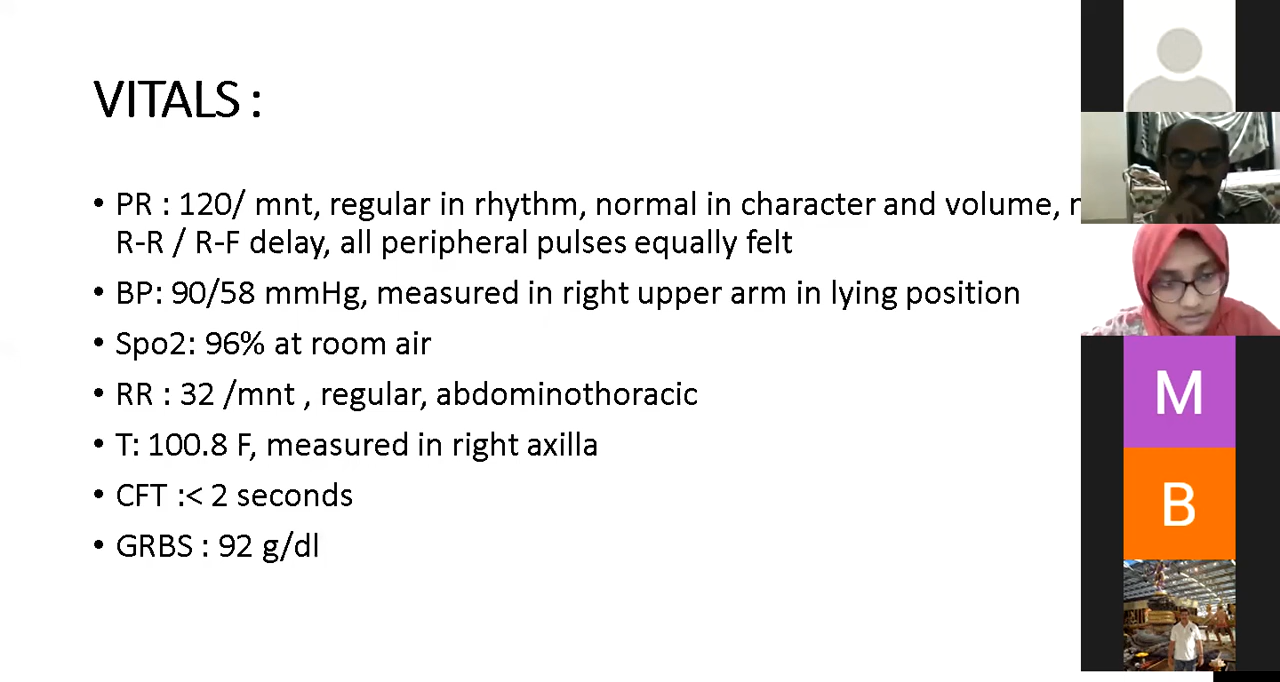 VITALS :
• PR : 120/ mnt, regular in rhythm, normal in character and volume,
R-R / R-F delay, all peripheral pulses equally felt
• BP: 90/58 mmHg, measured in right upper arm in lying position
• Spo2: 96% at room air
• RR : 32 /mnt , regular, abdominothoracic
• T: 100.8 F, measured in right axilla
• CFT :< 2 seconds
• GRBS : 92 g/dl
M
B